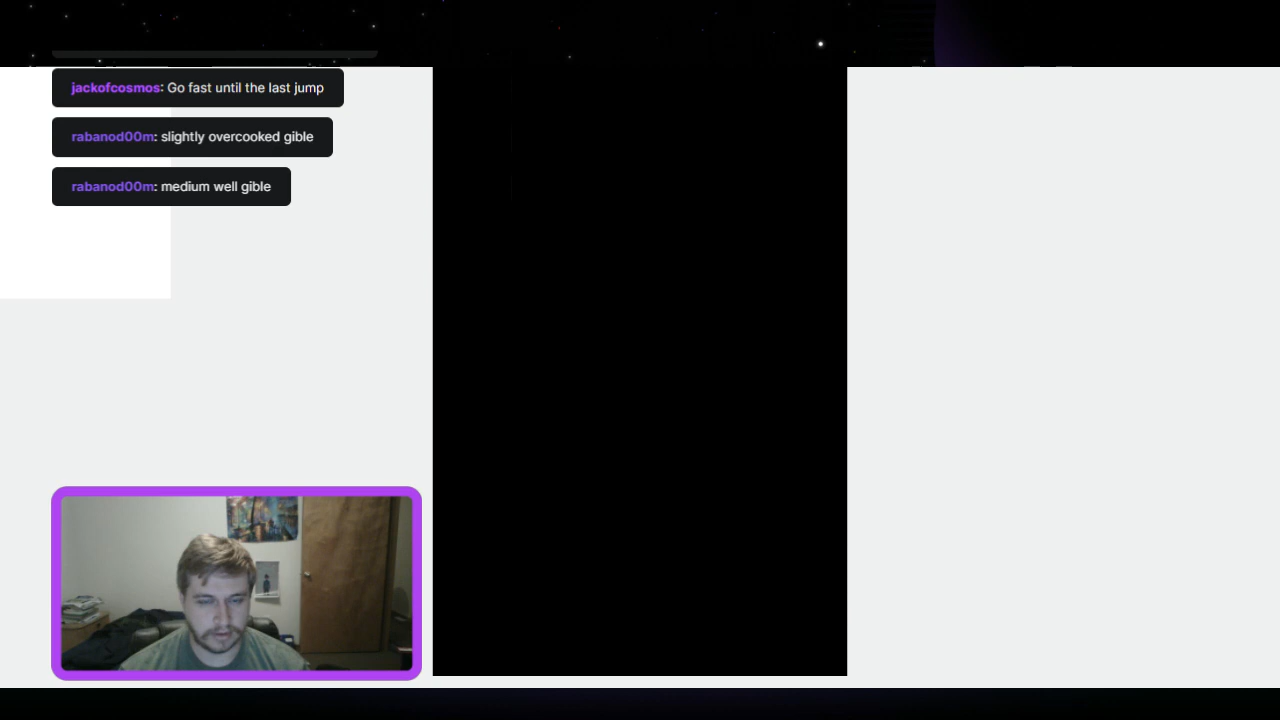 jackofcosmos: Go fast until the last jump
rabanod00m: slightly overcooked gible
rabanod00m: medium well gible